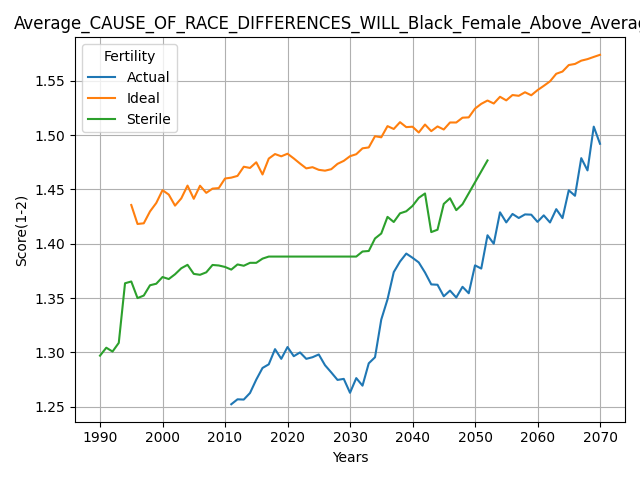 Average_CAUSE_OF_RACE_DIFFERENCES_WILL_Black_Female_Above_Averag
Fertility
Actual
Ideal
Sterile
Score(1-2)
1.55
1.50
1.45
1.40
1.35
1.30
1.25
1990 2000 2010 2020 2030 2040 2050 2060 2070
Years